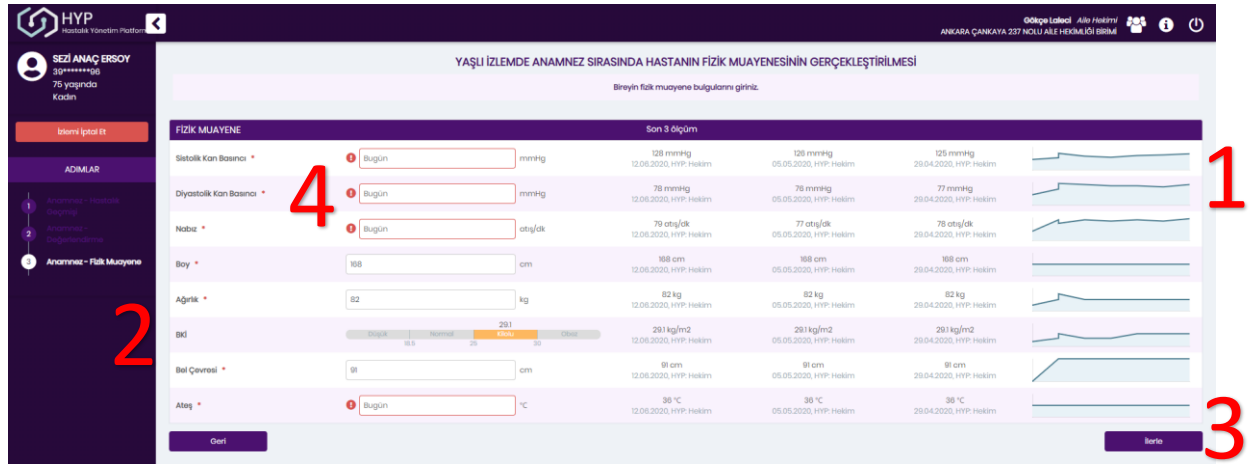 HYP
Hastalık Yönetim Platform
Gökçe Laleci Aile Hekimi
ANKARA ÇANKAYA 237 NOLU AİLE HEKİMLİĞİ BİRİMİ
SEZİ ANAÇ ERSOY
39*******96
75 yaşında
Kadın
İzlemi İptal Et
ADIMLAR
1 Anamnez - Hastalık Geçmişi
2 Anamnez - Değerlendirme
3 Anamnez - Fizik Muayene
YAŞLI İZLEMDE ANAMNEZ SIRASINDA HASTANIN FİZİK MUAYENESİNİN GERÇEKLEŞTİRİLMESİ
Bireyin fizik muayene bulgularını giriniz.
FİZİK MUAYENE Son 3 ölçüm
Sistolik Kan Basıncı * Bugün mmHg 128 mmHg 126 mmHg 125 mmHg
12.06.2020, HYP: Hekim 05.05.2020, HYP: Hekim 29.04.2020, HYP: Hekim
Diyastolik Kan Basıncı * Bugün mmHg 78 mmHg 76 mmHg 77 mmHg
12.06.2020, HYP: Hekim 05.05.2020, HYP: Hekim 29.04.2020, HYP: Hekim
Nabız * Bugün atış/dk 79 atış/dk 77 atış/dk 78 atış/dk
12.06.2020, HYP: Hekim 05.05.2020, HYP: Hekim 29.04.2020, HYP: Hekim
Boy * 168 cm 168 cm 168 cm 168 cm
12.06.2020, HYP: Hekim 05.05.2020, HYP: Hekim 29.04.2020, HYP: Hekim
Ağırlık * 82 kg 82 kg 82 kg 82 kg
12.06.2020, HYP: Hekim 05.05.2020, HYP: Hekim 29.04.2020, HYP: Hekim
29.1
BKİ Düşük Normal Kilolu Obez 29.1 kg/m2 29.1 kg/m2 29.1 kg/m2
18.5 25 30 12.06.2020, HYP: Hekim 05.05.2020, HYP: Hekim 29.04.2020, HYP: Hekim
Bel Çevresi * 91 cm 91 cm 91 cm 91 cm
12.06.2020, HYP: Hekim 05.05.2020, HYP: Hekim 29.04.2020, HYP: Hekim
Ateş * Bugün °C 36 °C 36 °C 36 °C
12.06.2020, HYP: Hekim 05.05.2020, HYP: Hekim 29.04.2020, HYP: Hekim
Geri İlerle
1
2
3
4